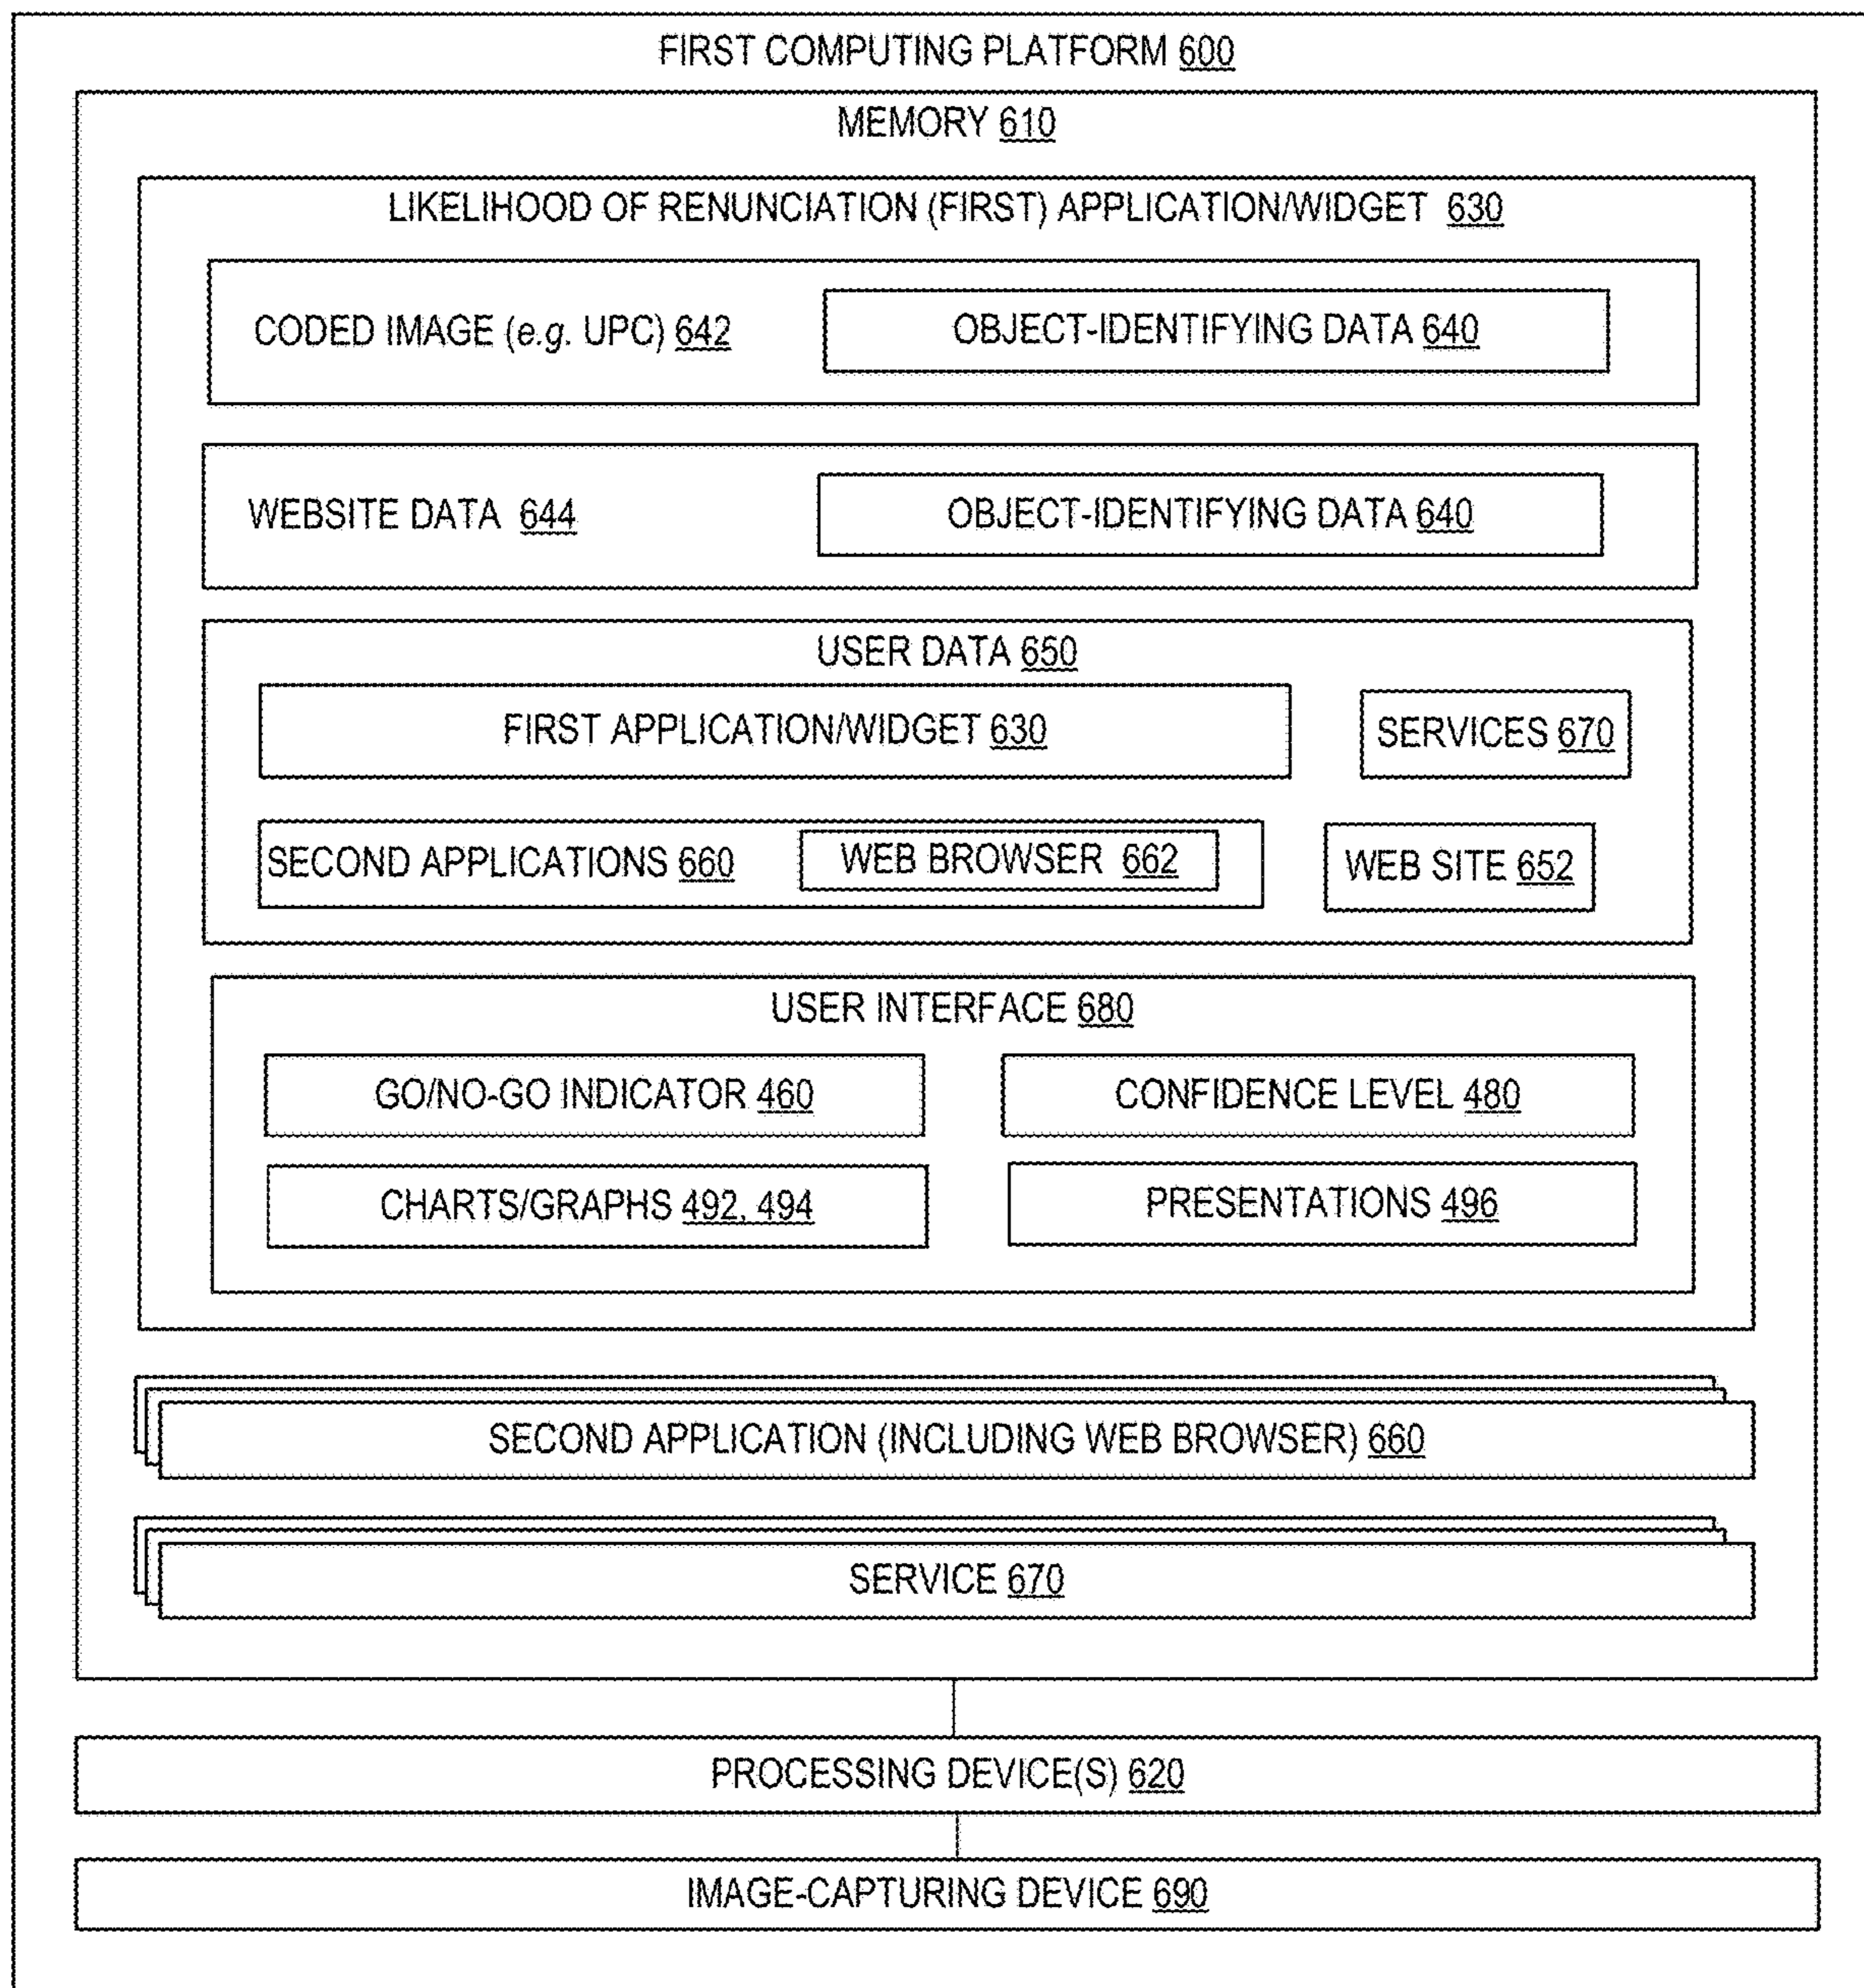 FIRST COMPUTING PLATFORM 600
MEMORY 610
LIKELIHOOD OF RENUNCIATION (FIRST) APPLICATION/WIDGET 630
CODED IMAGE (e.g. UPC) 642
OBJECT-IDENTIFYING DATA 640
WEBSITE DATA 644
OBJECT-IDENTIFYING DATA 640
USER DATA 650
FIRST APPLICATION/WIDGET 630
SERVICES 670
SECOND APPLICATIONS 660
WEB BROWSER 662
WEB SITE 652
USER INTERFACE 680
GO/NO-GO INDICATOR 460
CONFIDENCE LEVEL 480
CHARTS/GRAPHS 492, 494
PRESENTATIONS 496
SECOND APPLICATION (INCLUDING WEB BROWSER) 660
SERVICE 670
PROCESSING DEVICE(S) 620
IMAGE-CAPTURING DEVICE 690